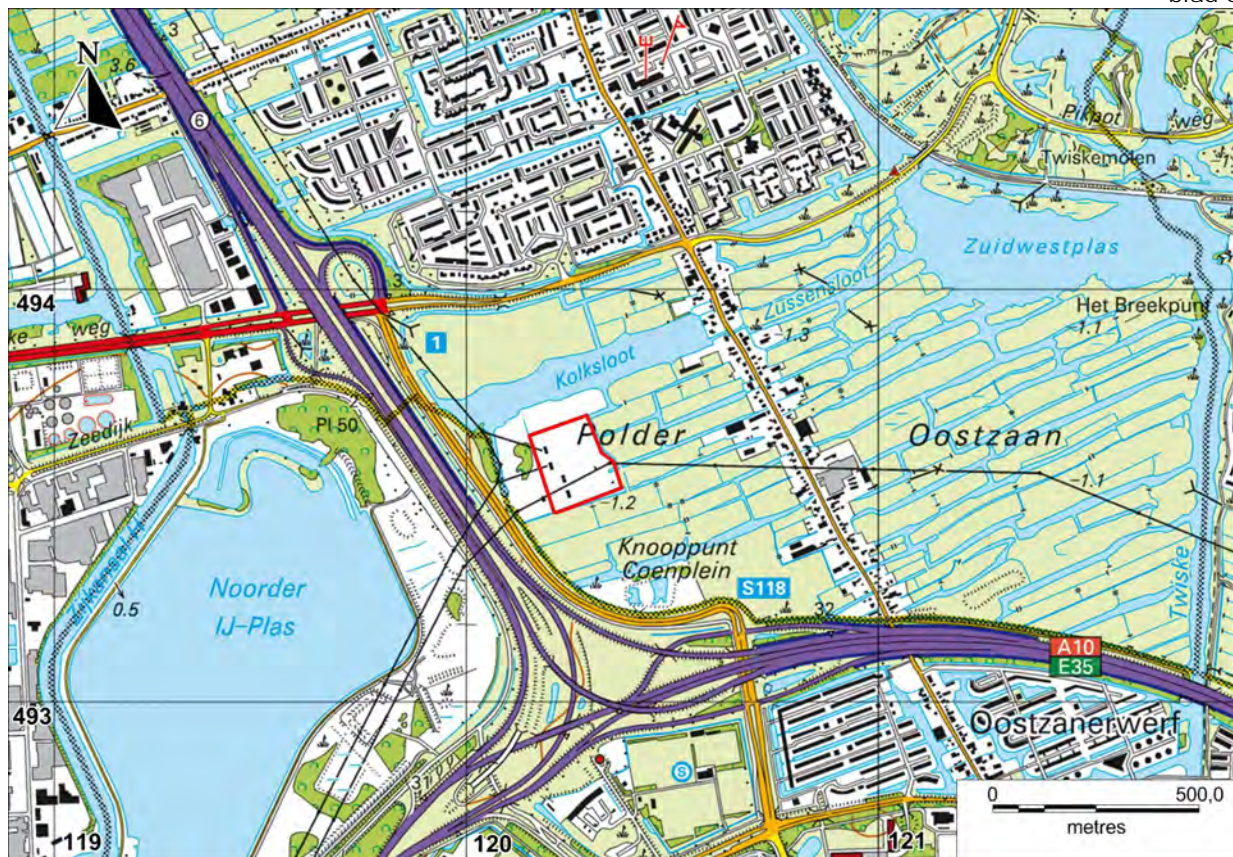 N
3
3.6
6
Pikpot weg
Twiskemolen
Zuidwestplas
494
weg
3
1
Kolksloot
Zussensloot
1.3
Het Breekpunt
-1.1
Zeedijk
Pl 50
Polder Oostzaan
-1.1
-1.2
Knooppunt
Coenplein
Noorder
IJ-Plas
0.5
S118
32
Twiske
A10
E35
493
Oostzanerwerf
S
31
0 500,0
metres
119
120
121